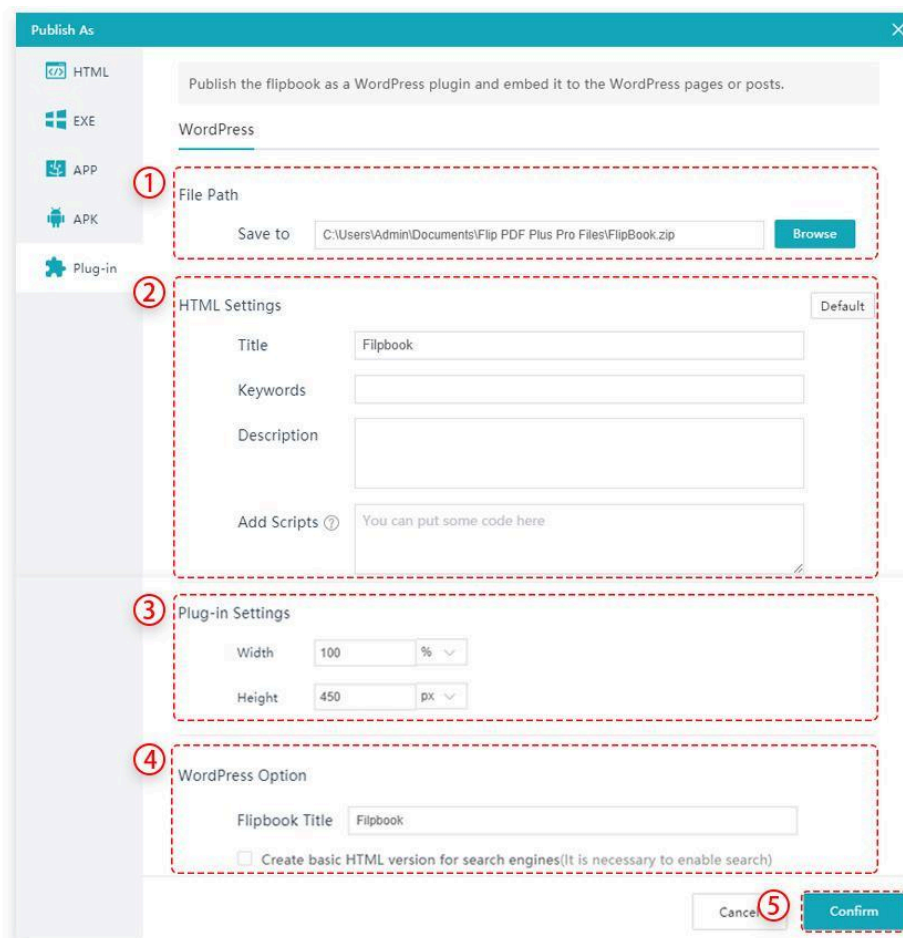 Publish As
HTML
EXE
APP
APK
Plug-in
Publish the flipbook as a WordPress plugin and embed it to the WordPress pages or posts.
WordPress
①
File Path
Save to C:\Users\Admin\Documents\Flip PDF Plus Pro Files\FlipBook.zip Browse
②
HTML Settings Default
Title Filpbook
Keywords
Description
Add Scripts ? You can put some code here
③
Plug-in Settings
Width 100 %
Height 450 px
④
WordPress Option
Flipbook Title Filpbook
Create basic HTML version for search engines(It is necessary to enable search)
Cancel ⑤ Confirm